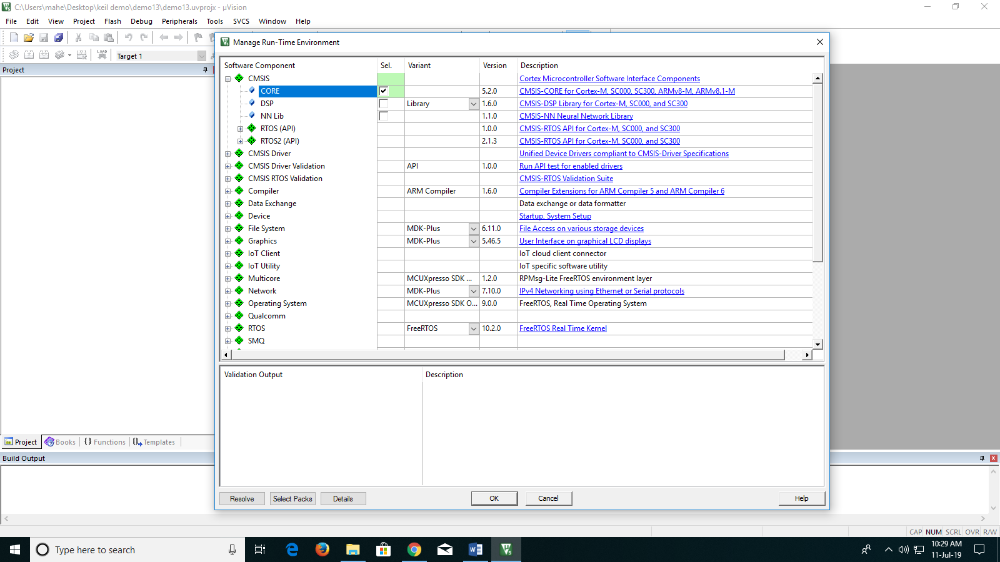 C:\Users\mahe\Desktop\keil demo\demo13\demo13.uvprojx - µVision
File Edit View Project Flash Debug Peripherals Tools SVCS Window Help
LOAD Target 1
Project
Manage Run-Time Environment
Software Component Sel. Variant Version Description
CMSIS Cortex Microcontroller Software Interface Components
CORE 5.2.0 CMSIS-CORE for Cortex-M, SC000, SC300, ARMv8-M, ARMv8.1-M
DSP Library 1.6.0 CMSIS-DSP Library for Cortex-M, SC000, and SC300
NN Lib 1.1.0 CMSIS-NN Neural Network Library
RTOS (API) 1.0.0 CMSIS-RTOS API for Cortex-M, SC000, and SC300
RTOS2 (API) 2.1.3 CMSIS-RTOS API for Cortex-M, SC000, and SC300
CMSIS Driver Unified Device Drivers compliant to CMSIS-Driver Specifications
CMSIS Driver Validation API 1.0.0 Run API test for enabled drivers
CMSIS RTOS Validation CMSIS-RTOS Validation Suite
Compiler ARM Compiler 1.6.0 Compiler Extensions for ARM Compiler 5 and ARM Compiler 6
Data Exchange Data exchange or data formatter
Device Startup, System Setup
File System MDK-Plus 6.11.0 File Access on various storage devices
Graphics MDK-Plus 5.46.5 User Interface on graphical LCD displays
IoT Client IoT cloud client connector
IoT Utility IoT specific software utility
Multicore MCUXpresso SDK ... 1.2.0 RPMsg-Lite FreeRTOS environment layer
Network MDK-Plus 7.10.0 IPv4 Networking using Ethernet or Serial protocols
Operating System MCUXpresso SDK O... 9.0.0 FreeRTOS, Real Time Operating System
Qualcomm
RTOS FreeRTOS 10.2.0 FreeRTOS Real Time Kernel
SMQ
Validation Output Description
Resolve Select Packs Details OK Cancel Help
Project Books {} Functions Templates
Build Output
CAP NUM SCRL OVR R/W
Type here to search
10:29 AM
11-Jul-19